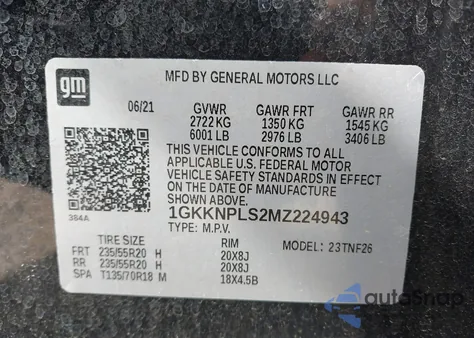 MFD BY GENERAL MOTORS LLC
gm
06/21 GVWR GAWR FRT GAWR RR
2722 KG 1350 KG 1545 KG
6001 LB 2976 LB 3406 LB
THIS VEHICLE CONFORMS TO ALL
APPLICABLE U.S. FEDERAL MOTOR
VEHICLE SAFETY STANDARDS IN
EFFECT ON THE DATE OF MANUFACTURE
SHOWN ABOVE.
384A
1GKKNPLS2MZ224943
TYPE: M.P.V.
TIRE SIZE RIM MODEL: 23TNF26
FRT 235/55R20 H 20X8J
RR 235/55R20 H 20X8J
SPA T135/70R18 M 18X4.5B
autoSnap